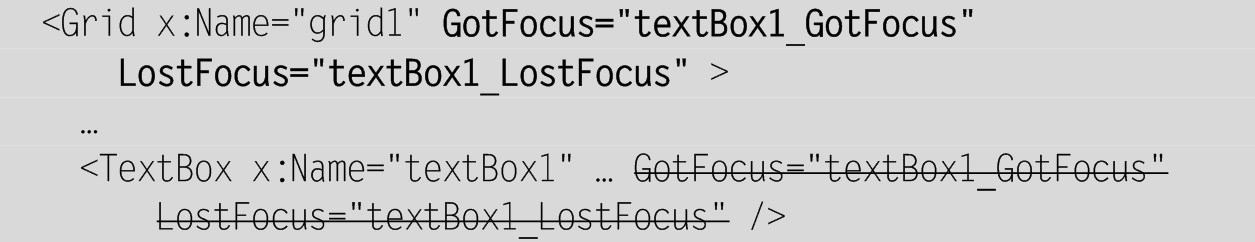 <Grid x:Name="grid1" GotFocus="textBox1_GotFocus"
LostFocus="textBox1_LostFocus" >
…
<TextBox x:Name="textBox1" … GotFocus="textBox1_GotFocus"
LostFocus="textBox1_LostFocus" />